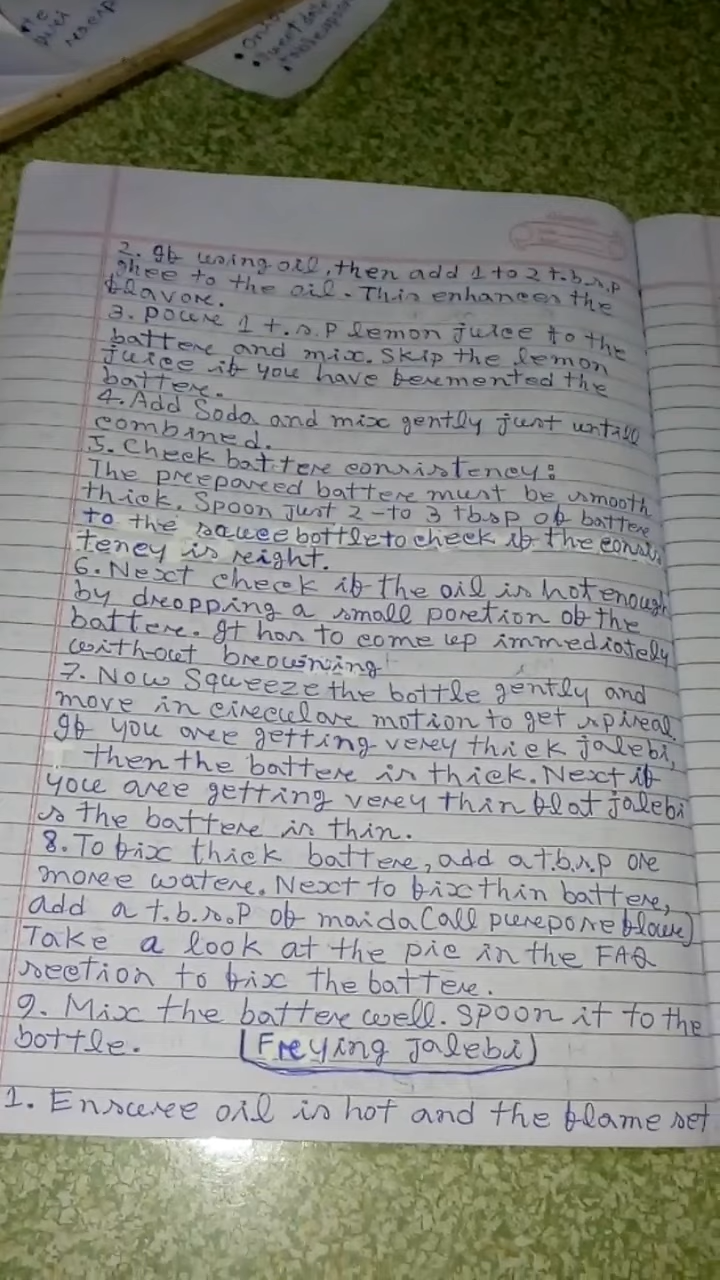 2. If using oil, then add 1 to 2 t.b.s.p
ghee to the oil. This enhances the
flavor.
3. pour 1 t.s.p lemon juice to the
batter and mix. Skip the lemon
juice if you have fermented the
batter.
4. Add Soda and mix gently just untill
combined.
5. Check batter consistency:
The prepared batter must be smooth
thick. Spoon just 2 - to 3 tbsp of batter
to the sauce bottle to check if the consis
tency is right.
6. Next check if the oil is hot enough
by dropping a small portion of the
batter. It has to come up immediately
without browining
7. Now Squeeze the bottle gently and
move in circular motion to get spiral.
If you are getting very thick jalebi,
then the batter is thick. Next if
you are getting very thin flat jalebi
s the batter is thin.
8. To fix thick batter, add a t.b.s.p or
more water. Next to fix thin batter,
add a t.b.s.p of maida (all purpore flour)
Take a look at the pic in the FAQ
section to fix the batter.
9. Mix the batter well. Spoon it to the
bottle. [Frying Jalebi]
1. Ensure oil is hot and the flame set